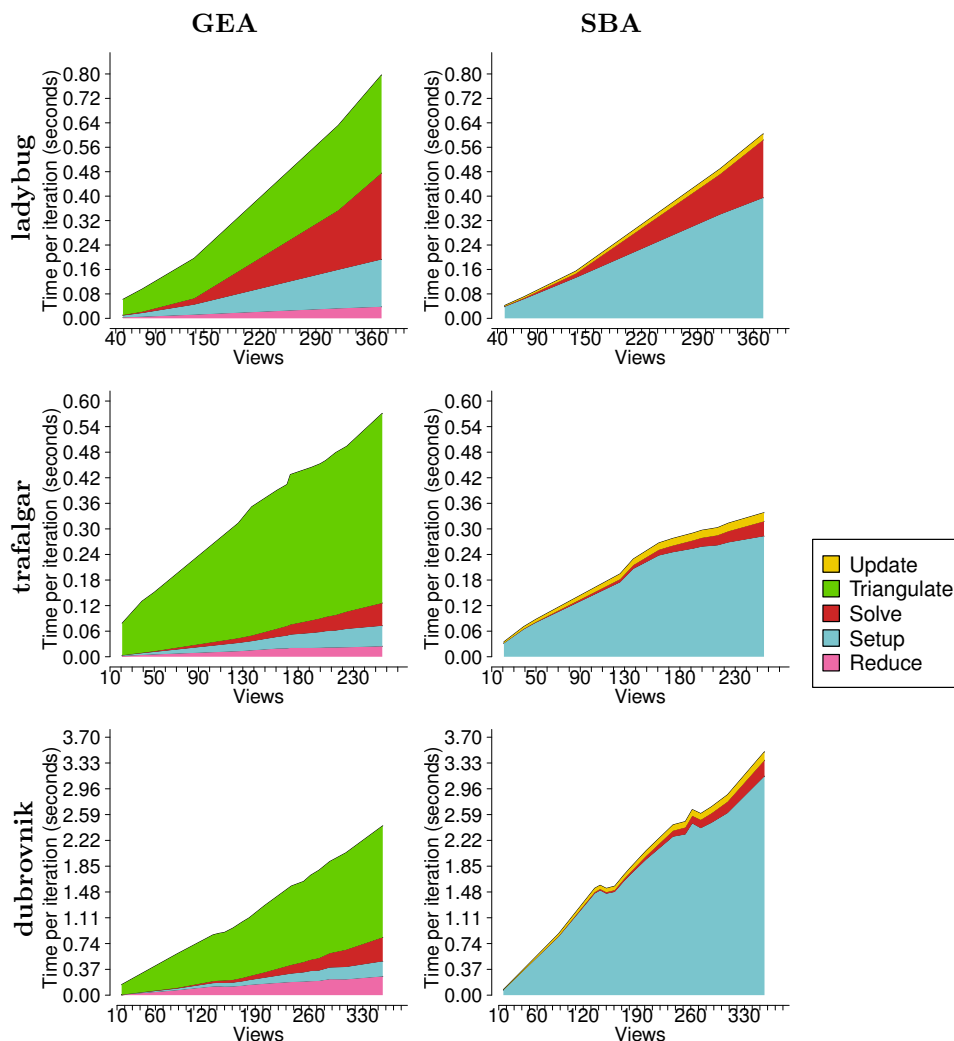 GEA SBA
ladybug
Time per iteration (seconds)
0.80
0.72
0.64
0.56
0.48
0.40
0.32
0.24
0.16
0.08
0.00
40 90 150 220 290 360
Views
Time per iteration (seconds)
0.80
0.72
0.64
0.56
0.48
0.40
0.32
0.24
0.16
0.08
0.00
40 90 150 220 290 360
Views
trafalgar
Time per iteration (seconds)
0.60
0.54
0.48
0.42
0.36
0.30
0.24
0.18
0.12
0.06
0.00
10 50 90 130 180 230
Views
Time per iteration (seconds)
0.60
0.54
0.48
0.42
0.36
0.30
0.24
0.18
0.12
0.06
0.00
10 50 90 130 180 230
Views
Update
Triangulate
Solve
Setup
Reduce
dubrovnik
Time per iteration (seconds)
3.70
3.33
2.96
2.59
2.22
1.85
1.48
1.11
0.74
0.37
0.00
10 60 120 190 260 330
Views
Time per iteration (seconds)
3.70
3.33
2.96
2.59
2.22
1.85
1.48
1.11
0.74
0.37
0.00
10 60 120 190 260 330
Views